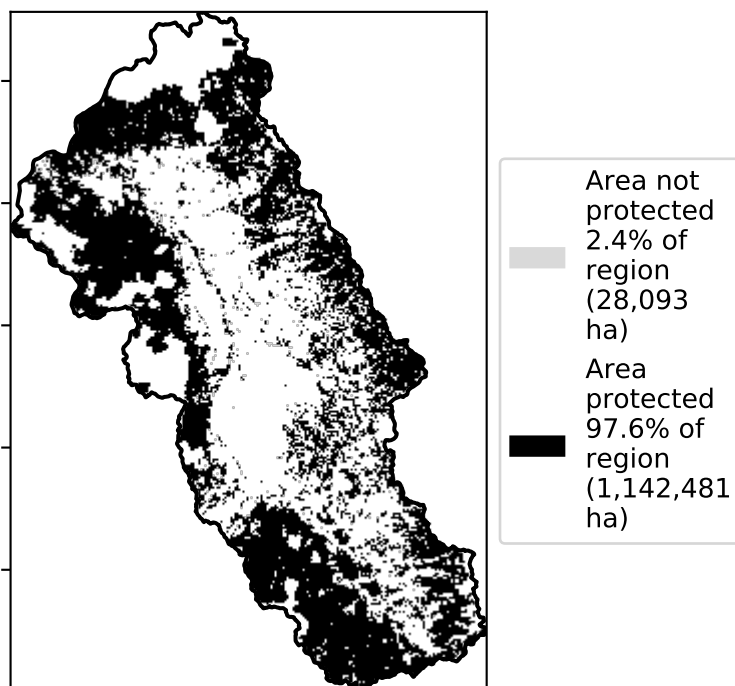 Area not
protected
2.4% of
region
(28,093
ha)
Area
protected
97.6% of
region
(1,142,481
ha)